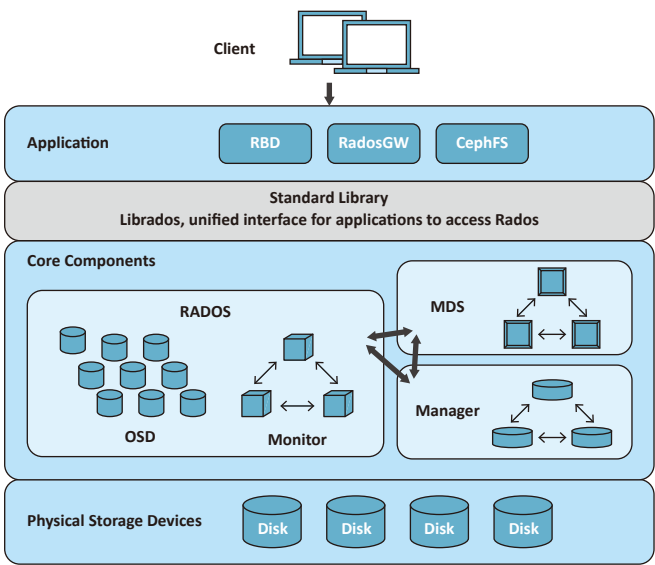 Client
Application
RBD
RadosGW
CephFS
Standard Library
Librados, unified interface for applications to access Rados
Core Components
RADOS
OSD
Monitor
MDS
Manager
Physical Storage Devices
Disk
Disk
Disk
Disk